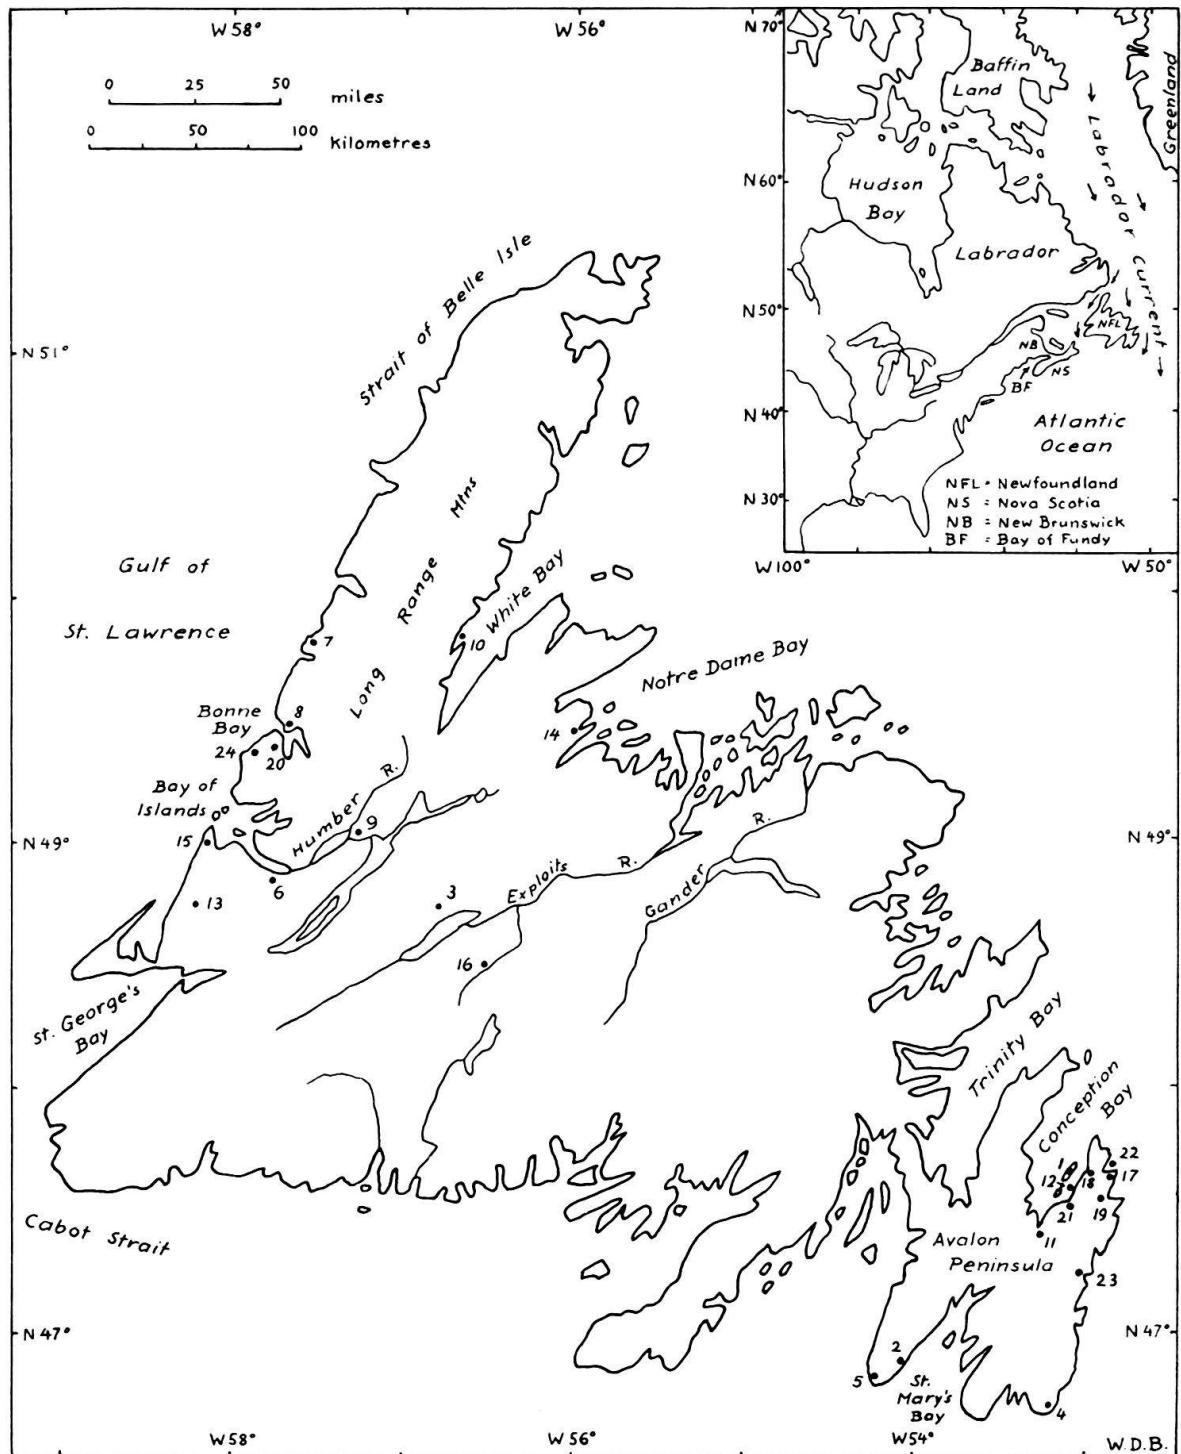 W 58°
W 56°
0 25 50 miles
0 50 100 kilometres
N 70°
N 60°
N 50°
N 40°
N 30°
W 100°
W 50°
Baffin
Land
Greenland
Labrador Current
Hudson
Bay
Labrador
NFL
NB
NS
BF
Atlantic
Ocean
NFL = Newfoundland
NS = Nova Scotia
NB = New Brunswick
BF = Bay of Fundy
Strait of Belle Isle
N 51°
Gulf of
St. Lawrence
Long Range Mtns
White Bay
7
10
Notre Dame Bay
Bonne
Bay
8
24
20
14
Bay of
Islands
Humber R.
9
15
N 49°
N 49°
6
13
3
Exploits R.
Gander R.
16
St. George's
Bay
Trinity Bay
Conception
Bay
1
22
12
18
17
21
19
11
Cabot Strait
Avalon
Peninsula
23
N 47°
N 47°
2
5
St.
Mary's
Bay
4
W 58°
W 56°
W 54°
W.D.B.